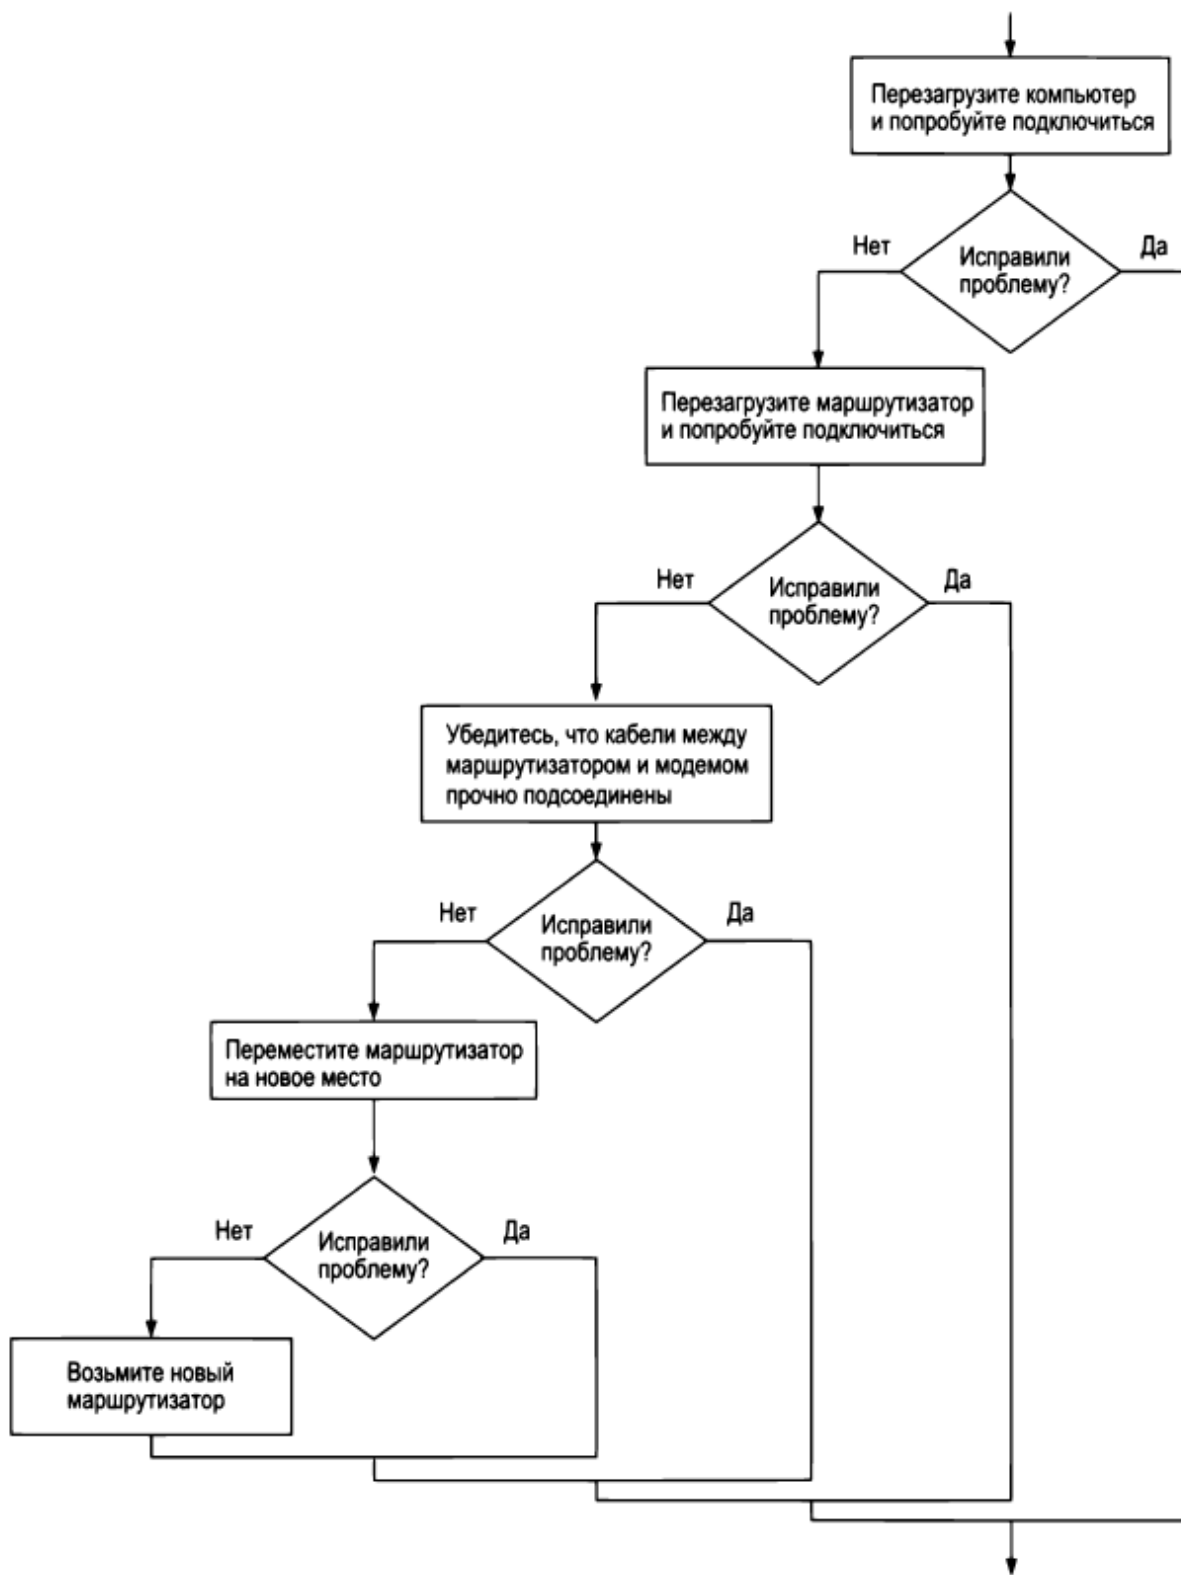 Перезагрузите компьютер
и попробуйте подключиться
Нет
Исправили
проблему?
Да
Перезагрузите маршрутизатор
и попробуйте подключиться
Нет
Исправили
проблему?
Да
Убедитесь, что кабели между
маршрутизатором и модемом
прочно подсоединены
Нет
Исправили
проблему?
Да
Переместите маршрутизатор
на новое место
Нет
Исправили
проблему?
Да
Возьмите новый
маршрутизатор